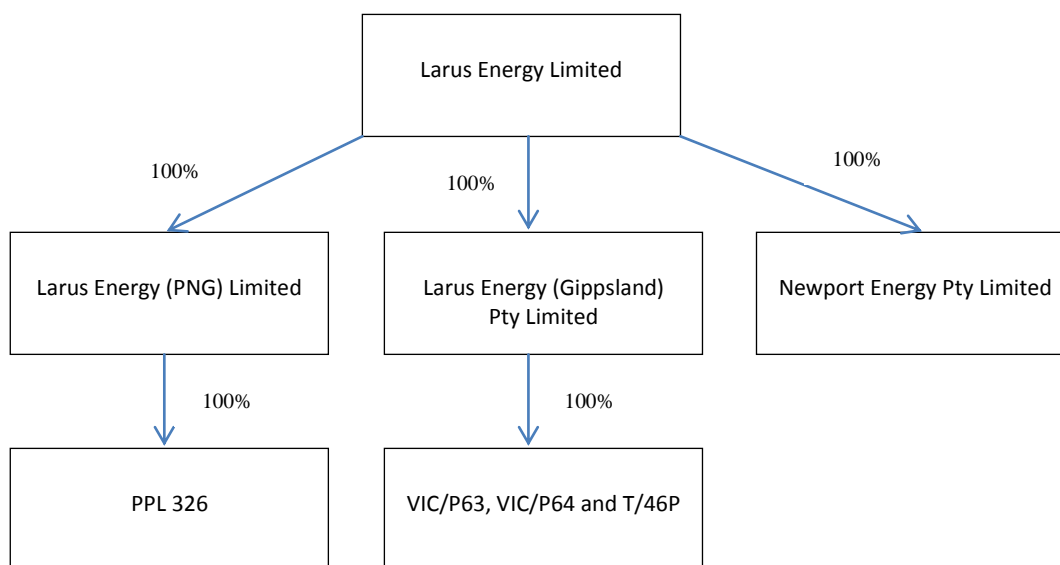 Larus Energy Limited
100%
100%
100%
Larus Energy (PNG) Limited
Larus Energy (Gippsland)
Pty Limited
Newport Energy Pty Limited
100%
100%
PPL 326
VIC/P63, VIC/P64 and T/46P